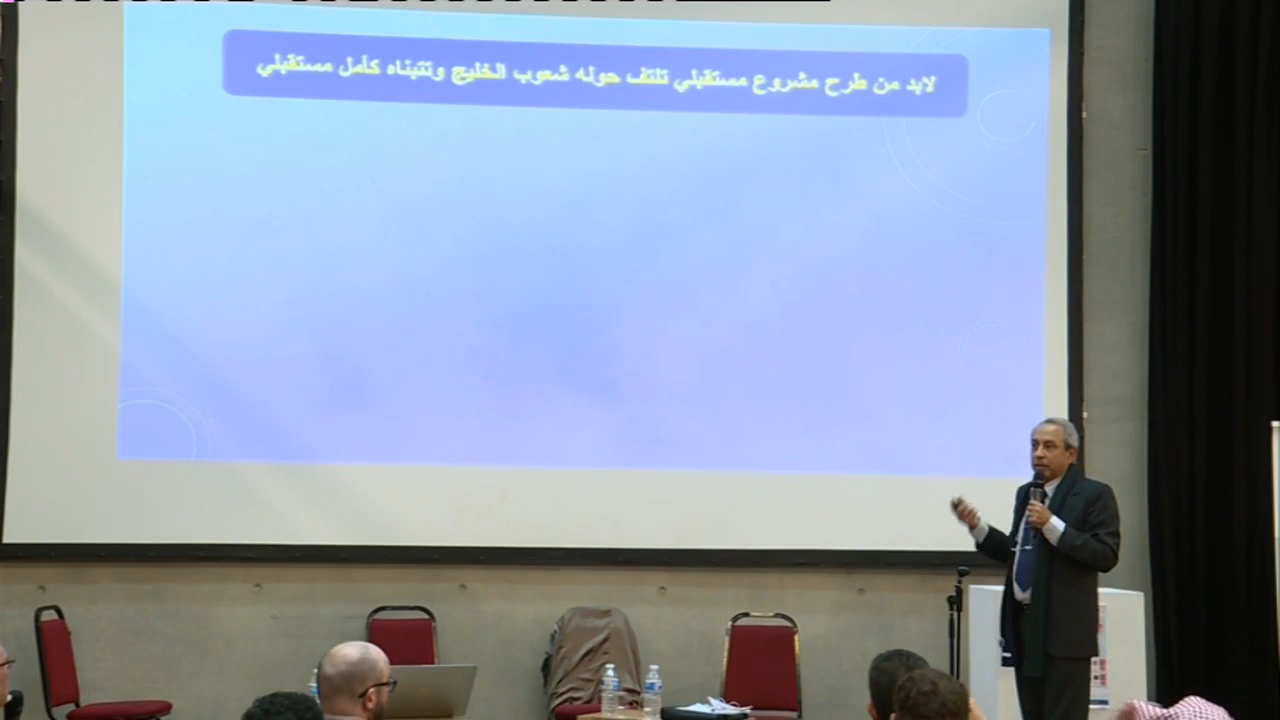 لابد من طرح مشروع مستقبلي تلتف حوله شعوب الخليج وتتبناه كأمل مستقبلي